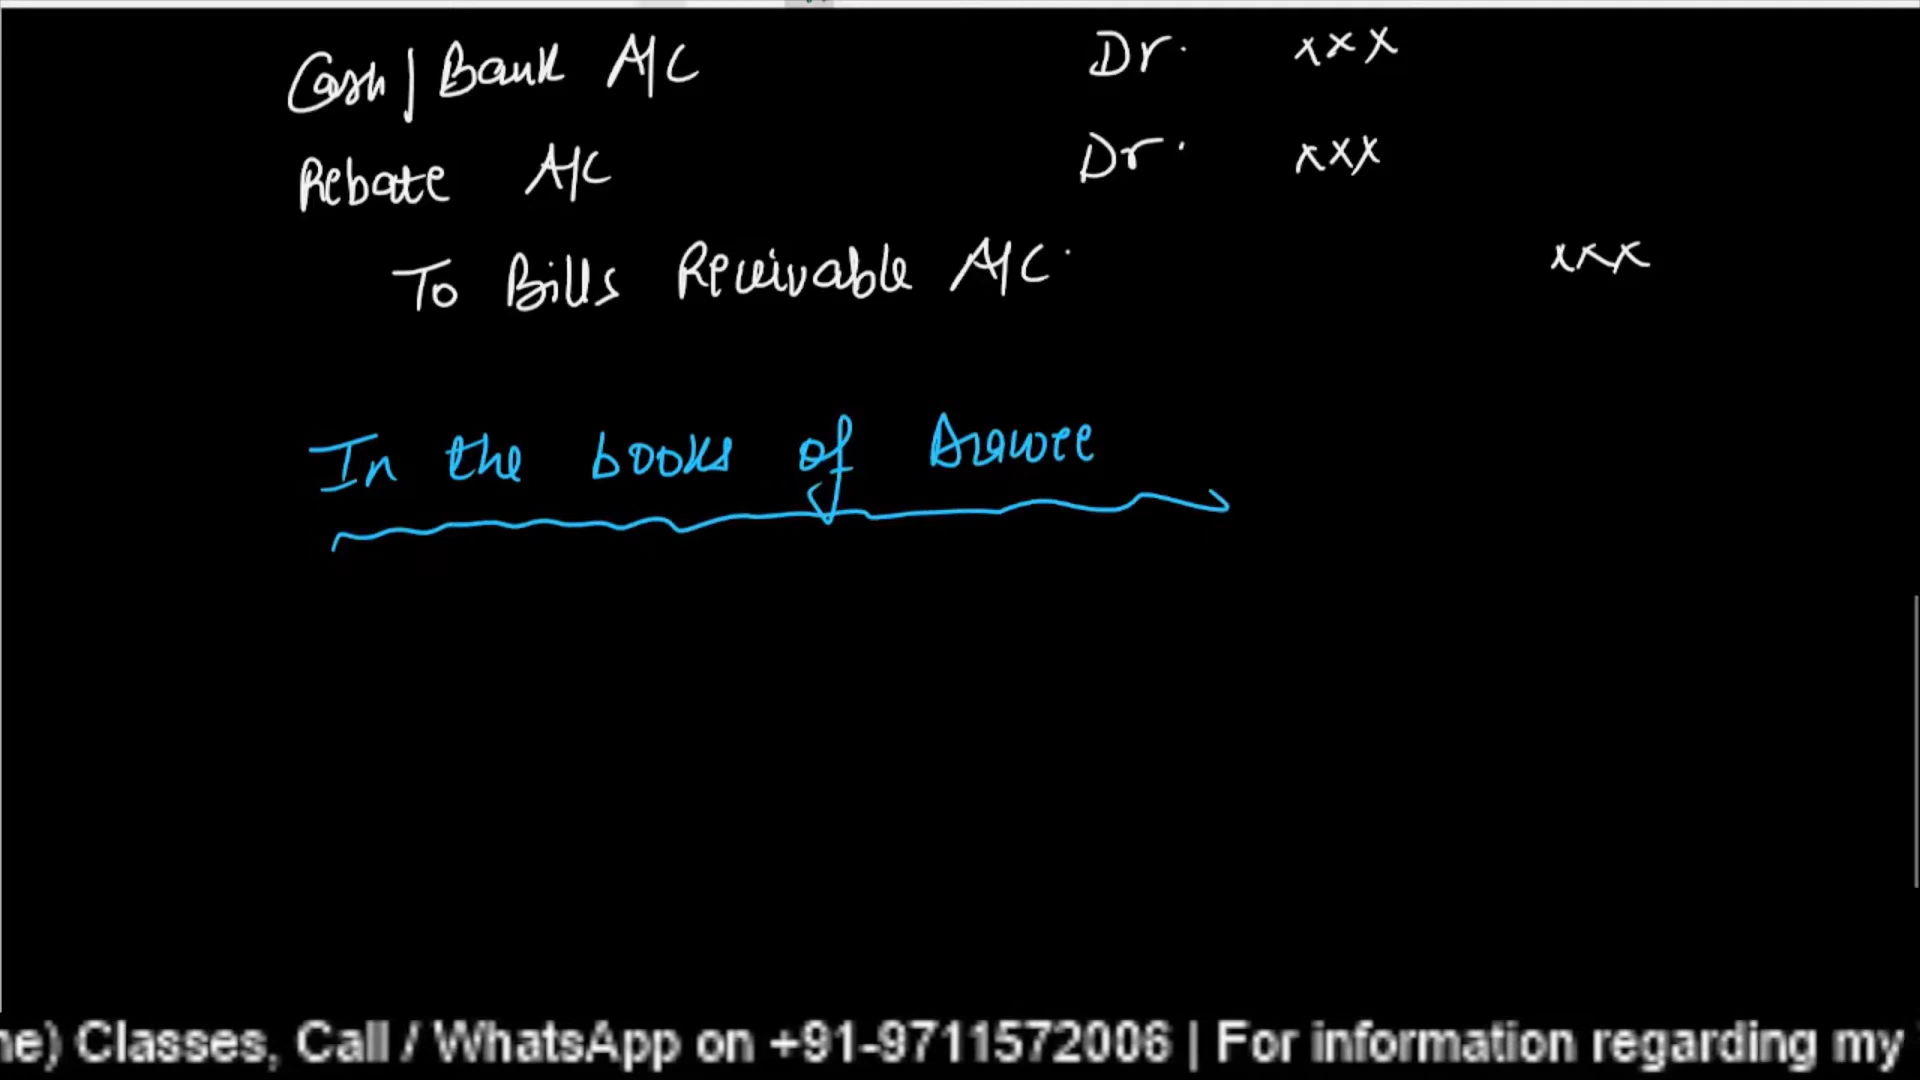 Cash/Bank A/C Dr. xxx
Rebate A/C Dr. xxx
To Bills Receivable A/C. xxx
In the books of Drawee
ne) Classes, Call / WhatsApp on +91-9711572006 | For information regarding my